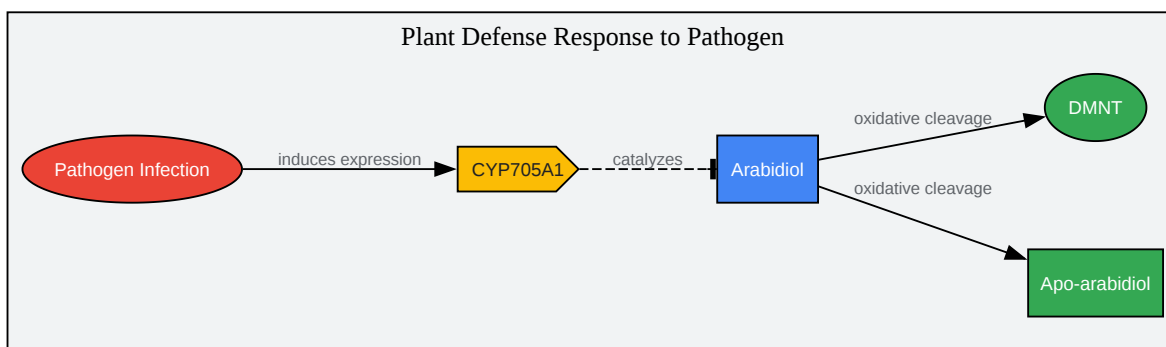 Plant Defense Response to Pathogen
Pathogen Infection
induces expression
CYP705A1
catalyzes
Arabidiol
oxidative cleavage
DMNT
oxidative cleavage
Apo-arabidiol